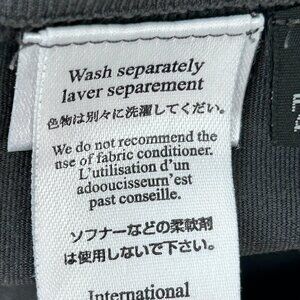 Wash separately
laver separement
色物は別々に洗濯してください。
We do not recommend the
use of fabric conditioner.
L'utilisation d'un
adoucisseurn'est
past conseille.
ソフナーなどの柔軟剤
は使用しないで下さい。
International